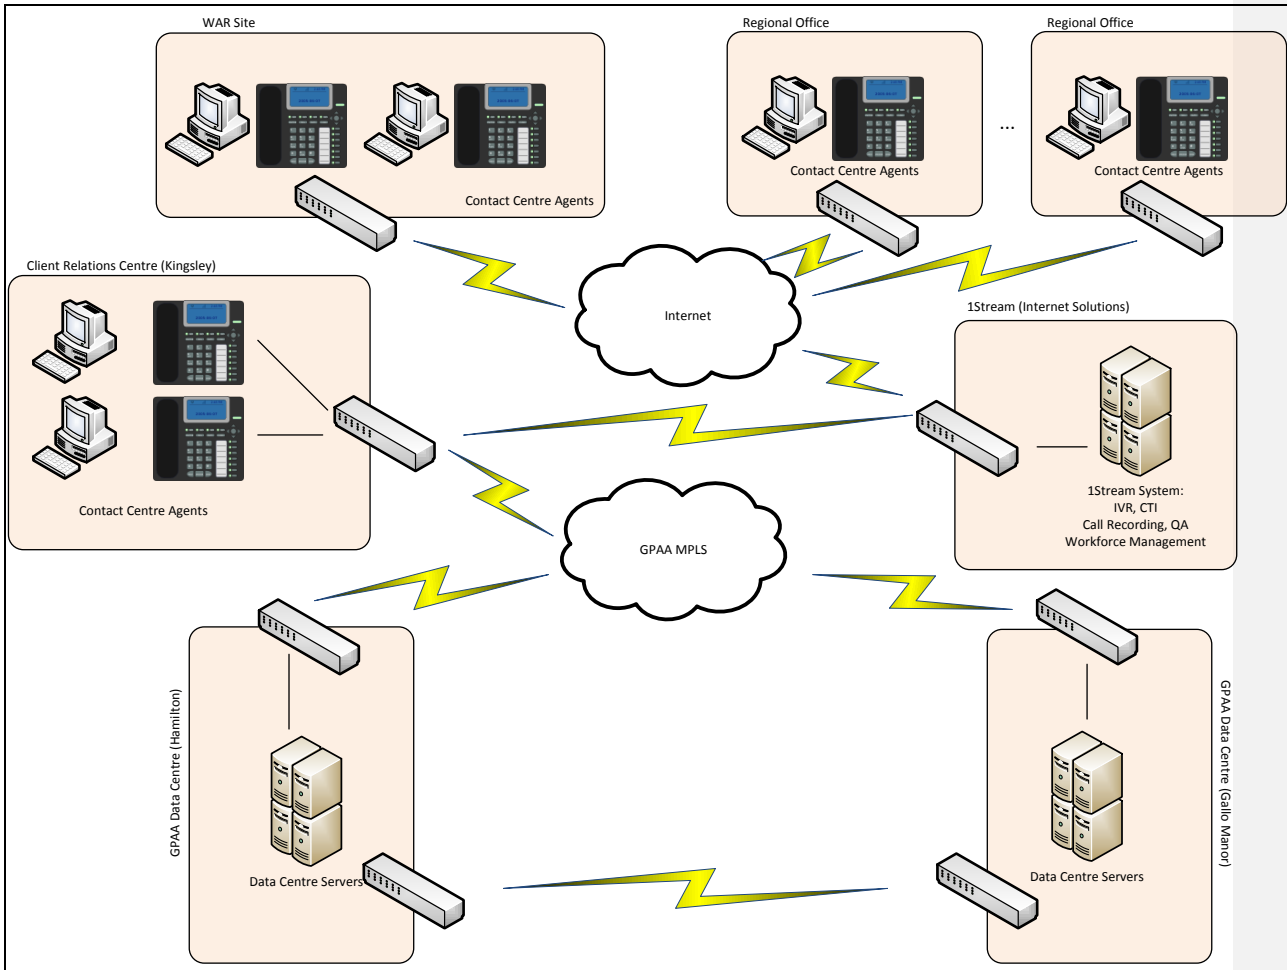 WAR Site
Regional Office
Regional Office
Contact Centre Agents
...
Contact Centre Agents
Contact Centre Agents
Client Relations Centre (Kingsley)
Internet
1Stream (Internet Solutions)
Contact Centre Agents
1Stream System:
IVR, CTI
Call Recording, QA
Workforce Management
GPAA MPLS
GPAA Data Centre (Hamilton)
Data Centre Servers
GPAA Data Centre (Gallo Manor)
Data Centre Servers